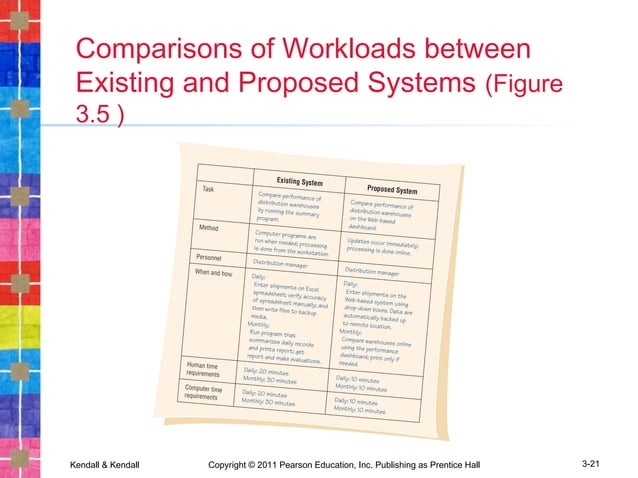 Comparisons of Workloads between
Existing and Proposed Systems (Figure
3.5 )
Existing System
Proposed System
Task
Compare performance of
distribution warehouses
by running the summary
program.
Compare performance of
distribution warehouses
on the Web-based
dashboard.
Method
Computer programs are
run when needed; processing
is done from the workstation.
Updates occur immediately;
processing is done online.
Personnel
Distribution manager
Distribution manager
When and how
Daily:
Enter shipments on Excel
spreadsheet; verify accuracy
of spreadsheet manually; and
then write files to backup
media.
Monthly:
Run program that
summarizes daily records
and prints report; get
report and make evaluations.
Daily:
Enter shipments on the
Web-based system using
drop-down boxes. Data are
automatically backed up
to remote location.
Monthly:
Compare warehouses online
using the performance
dashboard; print only if
needed.
Human time
requirements
Daily: 20 minutes
Monthly: 30 minutes
Daily: 10 minutes
Monthly: 10 minutes
Computer time
requirements
Daily: 20 minutes
Monthly: 30 minutes
Daily: 10 minutes
Monthly: 10 minutes
Kendall & Kendall
Copyright © 2011 Pearson Education, Inc. Publishing as Prentice Hall
3-21